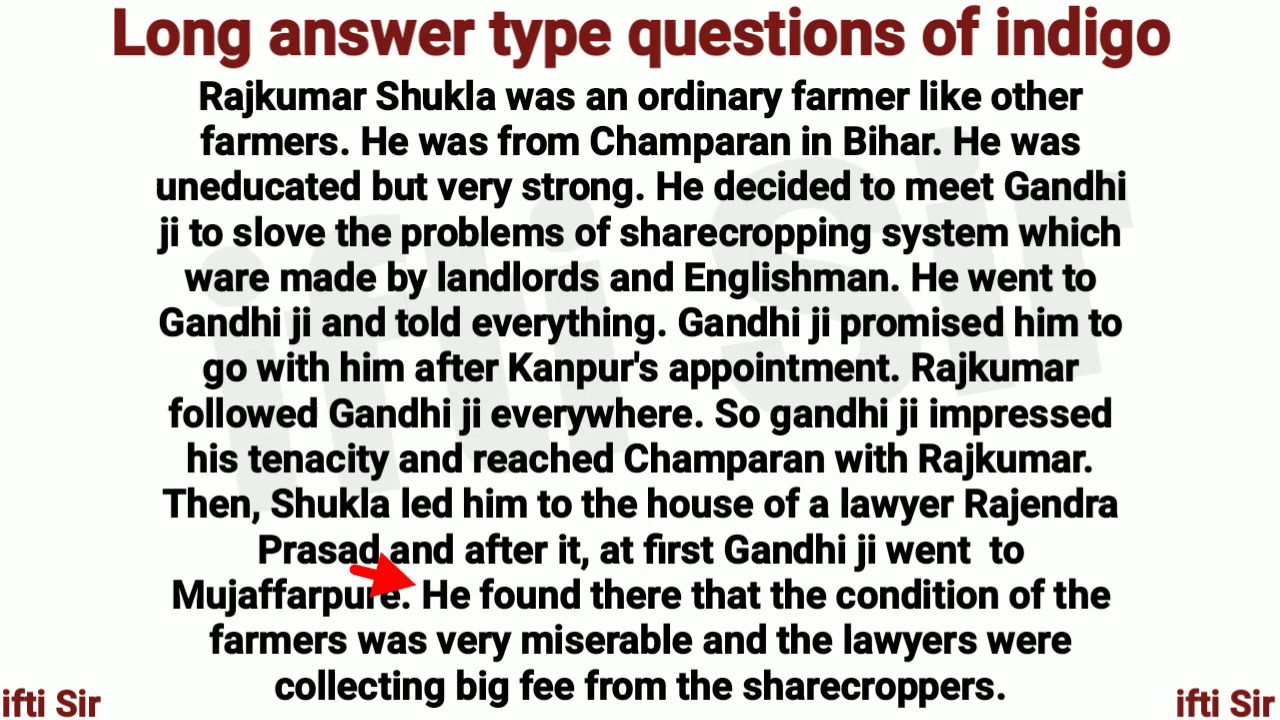 Long answer type questions of indigo
Rajkumar Shukla was an ordinary farmer like other
farmers. He was from Champaran in Bihar. He was
uneducated but very strong. He decided to meet Gandhi
ji to slove the problems of sharecropping system which
ware made by landlords and Englishman. He went to
Gandhi ji and told everything. Gandhi ji promised him to
go with him after Kanpur's appointment. Rajkumar
followed Gandhi ji everywhere. So gandhi ji impressed
his tenacity and reached Champaran with Rajkumar.
Then, Shukla led him to the house of a lawyer Rajendra
Prasad and after it, at first Gandhi ji went to
Mujaffarpure. He found there that the condition of the
farmers was very miserable and the lawyers were
collecting big fee from the sharecroppers.
ifti Sir
ifti Sir
ifti Sir